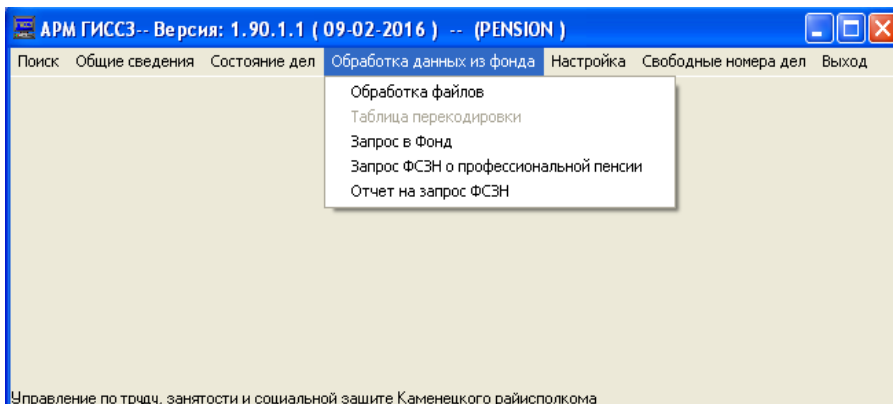 АРМ ГИССЗ-- Версия: 1.90.1.1 ( 09-02-2016 ) -- (PENSION )
Поиск Общие сведения Состояние дел Обработка данных из фонда Настройка Свободные номера дел Выход
Обработка файлов
Таблица перекодировки
Запрос в Фонд
Запрос ФСЗН о профессиональной пенсии
Отчет на запрос ФСЗН
Управление по труду, занятости и социальной защите Каменецкого райисполкома